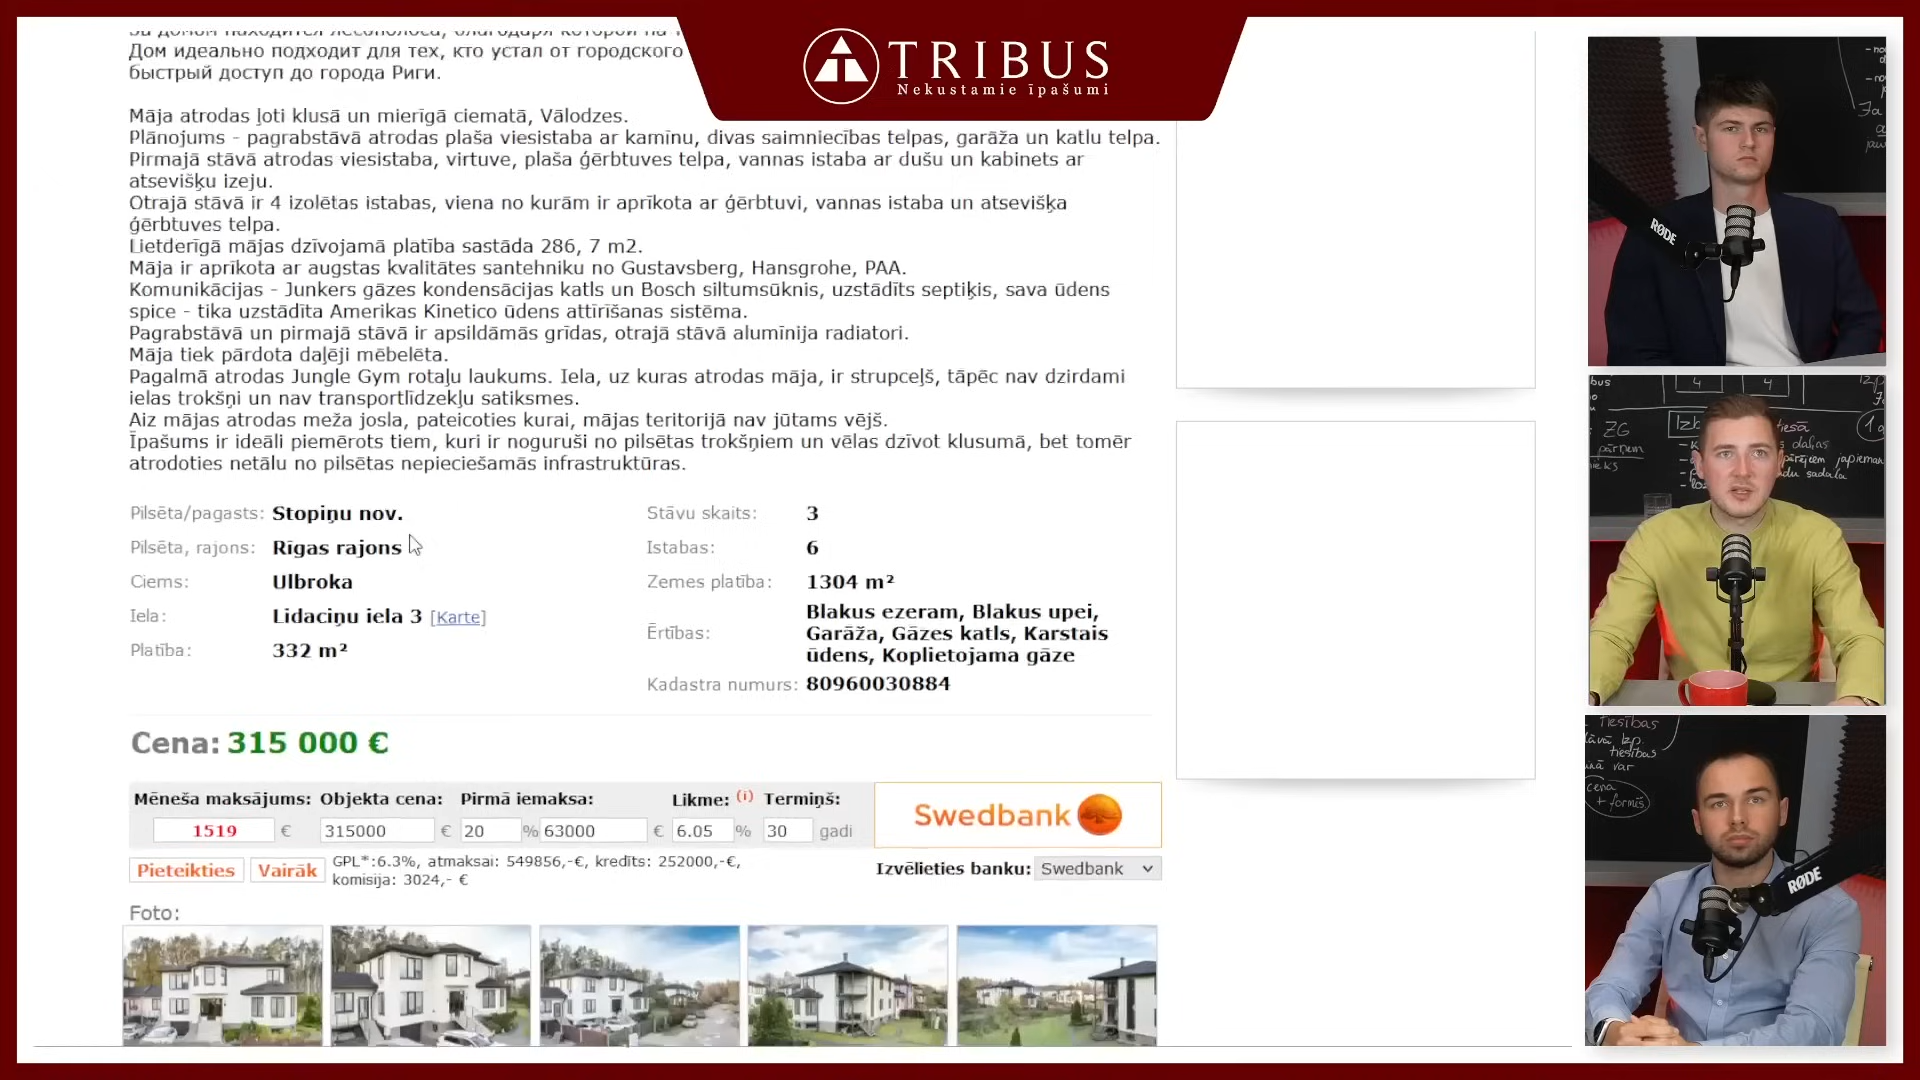 TRIBUS
Nekustamie īpašumi
Дом идеально подходит для тех, кто устал от городского
быстрый доступ до города Риги.
Māja atrodas ļoti klusā un mierīgā ciematā, Vālodzes.
Plānojums - pagrabstāvā atrodas plaša viesistaba ar kamīnu, divas saimniecības telpas, garāža un katlu telpa.
Pirmajā stāvā atrodas viesistaba, virtuve, plaša ģērbtuves telpa, vannas istaba ar dušu un kabinets ar
atsevišķu izeju.
Otrajā stāvā ir 4 izolētas istabas, viena no kurām ir aprīkota ar ģērbtuvi, vannas istaba un atsevišķa
ģērbtuves telpa.
Lietderīgā mājas dzīvojamā platība sastāda 286, 7 m2.
Māja ir aprīkota ar augstas kvalitātes santehniku no Gustavsberg, Hansgrohe, PAA.
Komunikācijas - Junkers gāzes kondensācijas katls un Bosch siltumsūknis, uzstādīts septiķis, sava ūdens
spice - tika uzstādīta Amerikas Kinetico ūdens attīrīšanas sistēma.
Pagrabstāvā un pirmajā stāvā ir apsildāmās grīdas, otrajā stāvā alumīnija radiatori.
Māja tiek pārdota daļēji mēbelēta.
Pagalmā atrodas Jungle Gym rotaļu laukums. Iela, uz kuras atrodas māja, ir strupceļš, tāpēc nav dzirdami
ielas trokšņi un nav transportlīdzekļu satiksmes.
Aiz mājas atrodas meža josla, pateicoties kurai, mājas teritorijā nav jūtams vējš.
Īpašums ir ideāli piemērots tiem, kuri ir noguruši no pilsētas trokšņiem un vēlas dzīvot klusumā, bet tomēr
atrodoties netālu no pilsētas nepieciešamās infrastruktūras.
Pilsēta/pagasts: Stopiņu nov.
Pilsēta, rajons: Rīgas rajons
Ciems: Ulbroka
Iela: Lidaciņu iela 3 [Karte]
Platība: 332 m²
Stāvu skaits: 3
Istabas: 6
Zemes platība: 1304 m²
Ērtības: Blakus ezeram, Blakus upei,
Garāža, Gāzes katls, Karstais
ūdens, Koplietojama gāze
Kadastra numurs: 80960030884
Cena: 315 000 €
Mēneša maksājums: Objekta cena: Pirmā iemaksa: Likme: (i) Termiņš:
1519 € 315000 € 20 % 63000 € 6.05 % 30 gadi
Swedbank
Pieteikties Vairāk
GPL*:6.3%, atmaksai: 549856,-€, kredīts: 252000,-€,
komisija: 3024,- €
Izvēlieties banku: Swedbank
Foto:
RØDE
ZG
RØDE
tiesības
tiesības
var
cena
+ formis